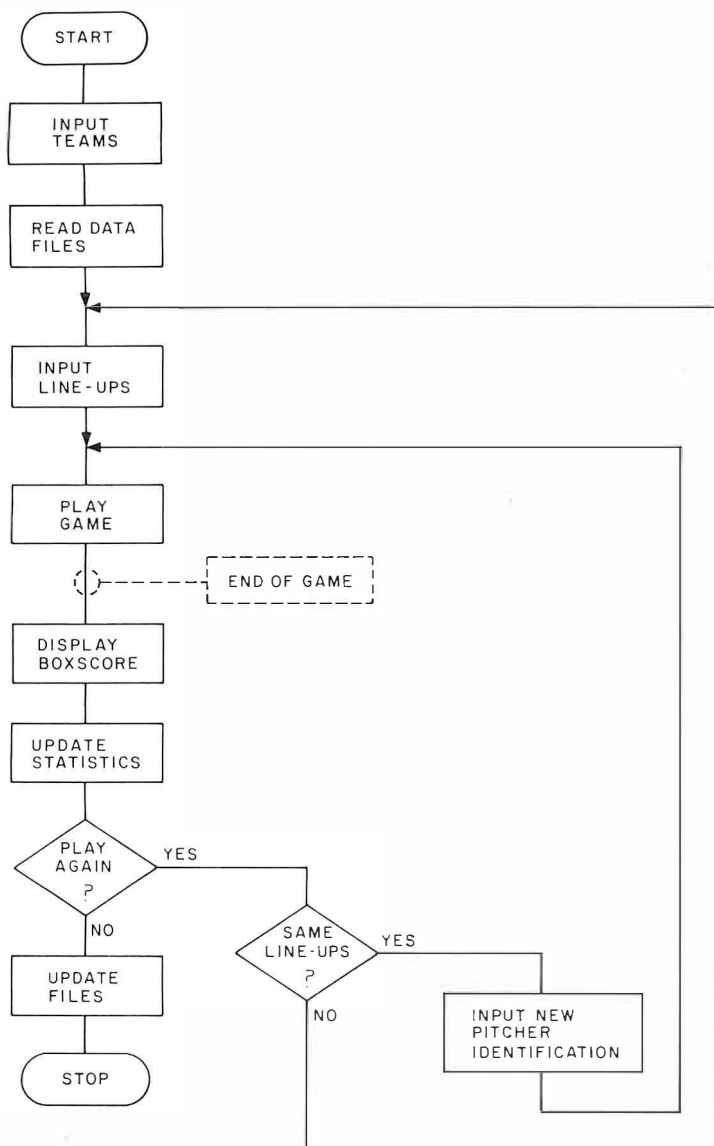 START
INPUT
TEAMS
READ DATA
FILES
INPUT
LINE-UPS
PLAY
GAME
END OF GAME
DISPLAY
BOXSCORE
UPDATE
STATISTICS
PLAY
AGAIN
?
YES
NO
SAME
LINE-UPS
?
YES
NO
UPDATE
FILES
INPUT NEW
PITCHER
IDENTIFICATION
STOP